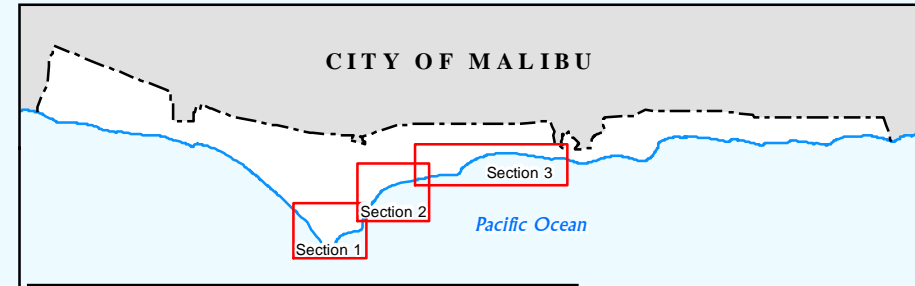 CITY OF MALIBU
Section 3
Section 2
Pacific Ocean
Section 1